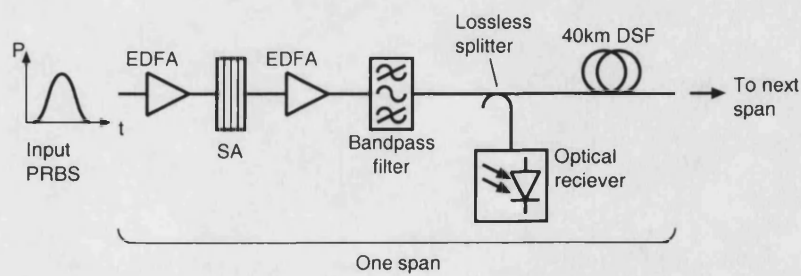 P
t
Input
PRBS
EDFA
SA
EDFA
Bandpass
filter
Lossless
splitter
Optical
reciever
40km DSF
To next
span
One span